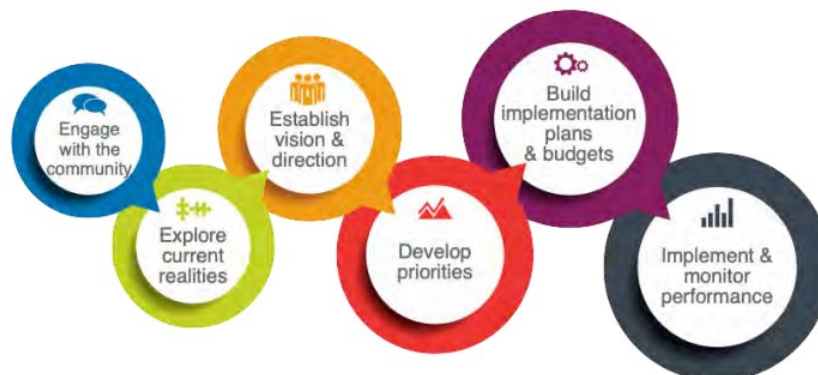 Engage
with the
community
Explore
current
realities
Establish
vision &
direction
Develop
priorities
Build
implementation
plans
& budgets
Implement &
monitor
performance